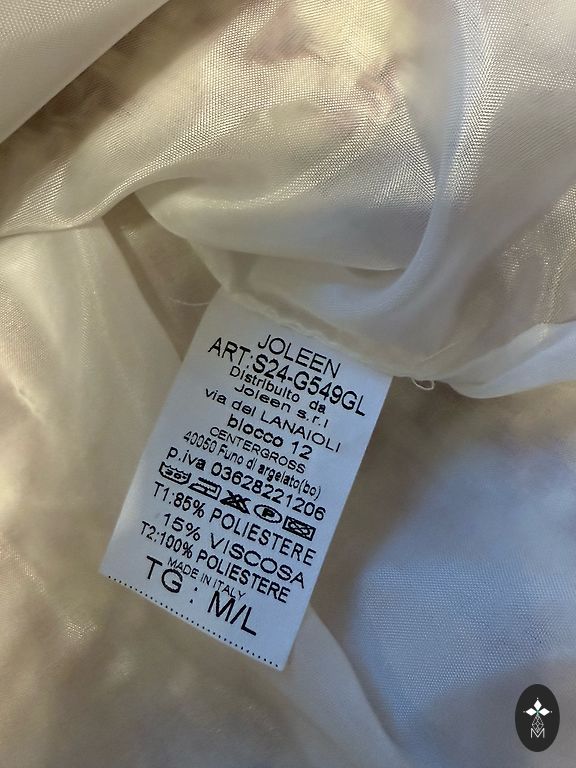 JOLEEN
ART:S24-G549GL
Distribuito da
Joleen s.r.l
via dei LANAIOLI
blocco 12
CENTERGROSS
40050 Funo di argelato(bo)
p.iva 03628221206
P
T1:85% POLIESTERE
15% VISCOSA
T2:100% POLIESTERE
MADE IN ITALY
TG : M/L
M